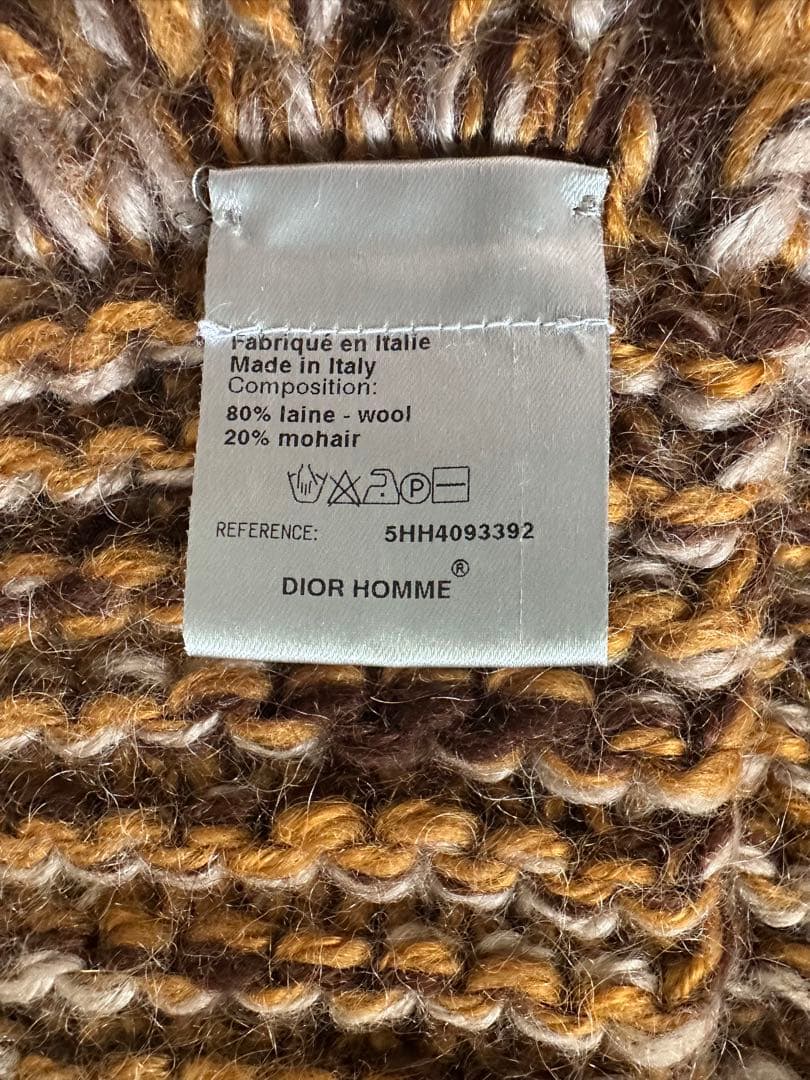 Fabriqué en Italie
Made in Italy
Composition:
80% laine - wool
20% mohair
P
REFERENCE: 5HH4093392
DIOR HOMME®